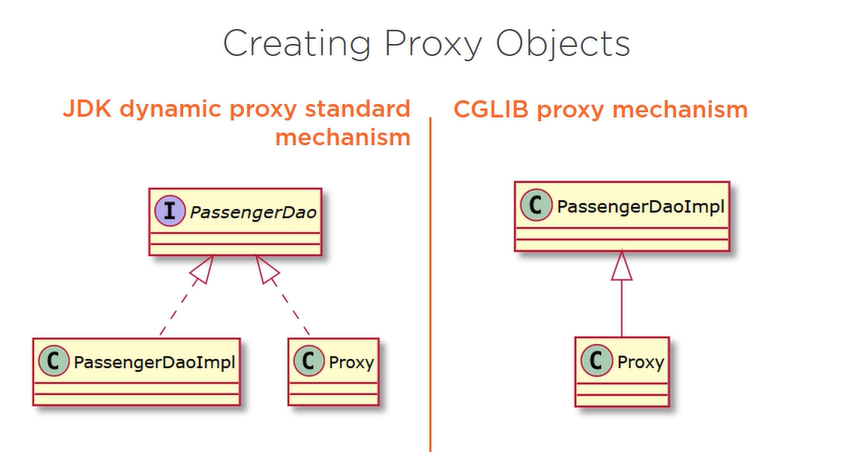 Creating Proxy Objects
JDK dynamic proxy standard
mechanism
I PassengerDao
C PassengerDaoImpl
C Proxy
CGLIB proxy mechanism
C PassengerDaoImpl
C Proxy